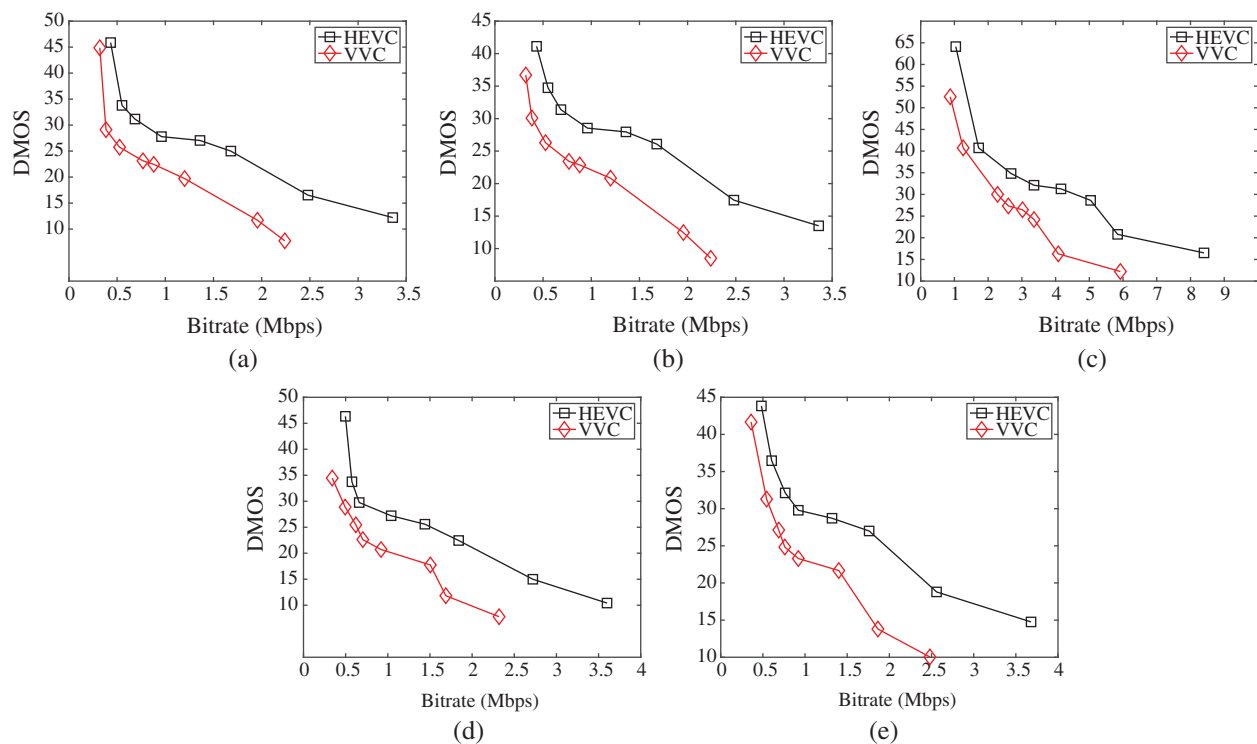 50
45
40
35
30
25
20
15
10
DMOS
HEVC
VVC
0 0.5 1 1.5 2 2.5 3 3.5
Bitrate (Mbps)
(a)
45
40
35
30
25
20
15
10
DMOS
HEVC
VVC
0 0.5 1 1.5 2 2.5 3 3.5
Bitrate (Mbps)
(b)
65
60
55
50
45
40
35
30
25
20
15
10
DMOS
HEVC
VVC
0 1 2 3 4 5 6 7 8 9
Bitrate (Mbps)
(c)
50
45
40
35
30
25
20
15
10
DMOS
HEVC
VVC
0 0.5 1 1.5 2 2.5 3 3.5 4
Bitrate (Mbps)
(d)
45
40
35
30
25
20
15
10
DMOS
HEVC
VVC
0 0.5 1 1.5 2 2.5 3 3.5 4
Bitrate (Mbps)
(e)